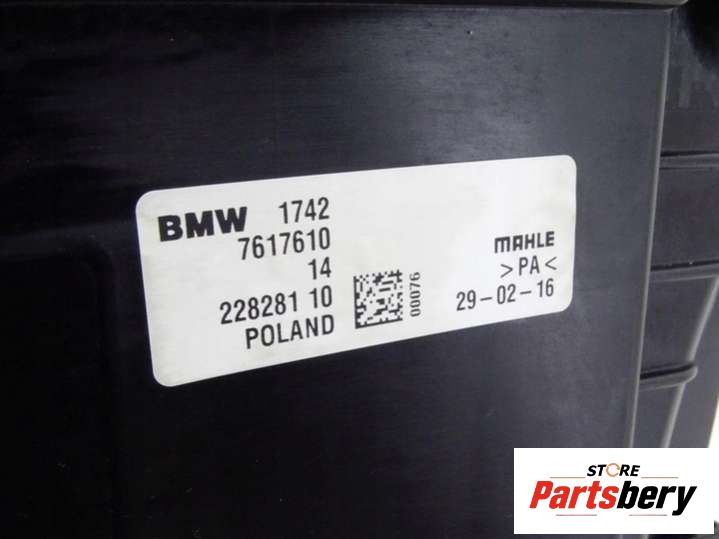 BMW 1742
7617610
14
228281 10
POLAND
00076
MAHLE
>PA<
29-02-16
STORE
Partsbery